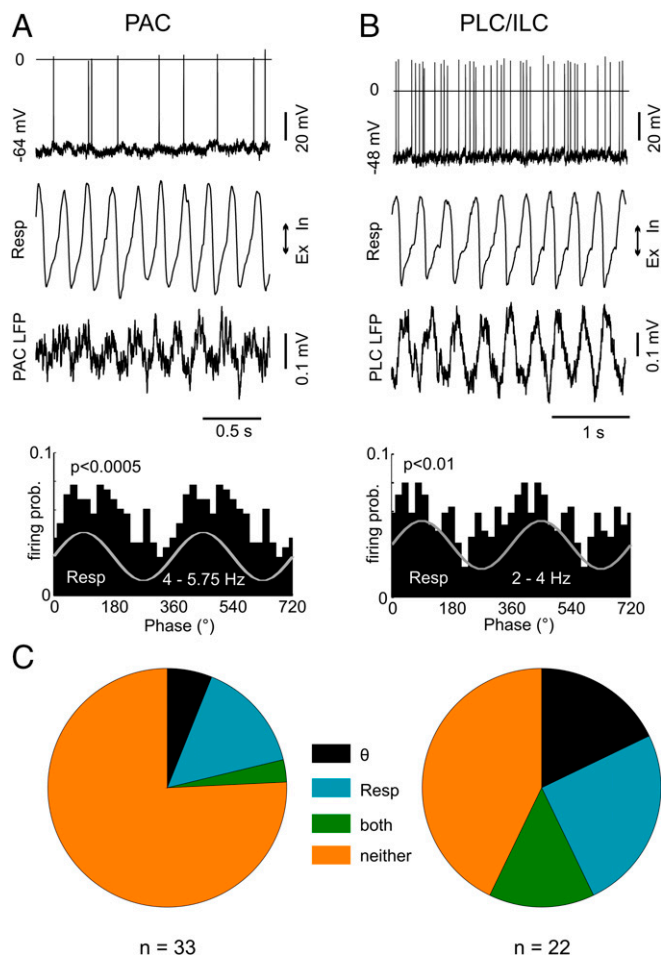 A PAC
0
-64 mV
20 mV
Resp
Ex In
PAC LFP
0.1 mV
0.5 s
0.1
p<0.0005
firing prob.
Resp 4 - 5.75 Hz
0
0 180 360 540 720
Phase (°)
B PLC/ILC
0
-48 mV
20 mV
Resp
Ex In
PLC LFP
0.1 mV
1 s
0.1
p<0.01
firing prob.
Resp 2 - 4 Hz
0
0 180 360 540 720
Phase (°)
C
θ
Resp
both
neither
n = 33
n = 22